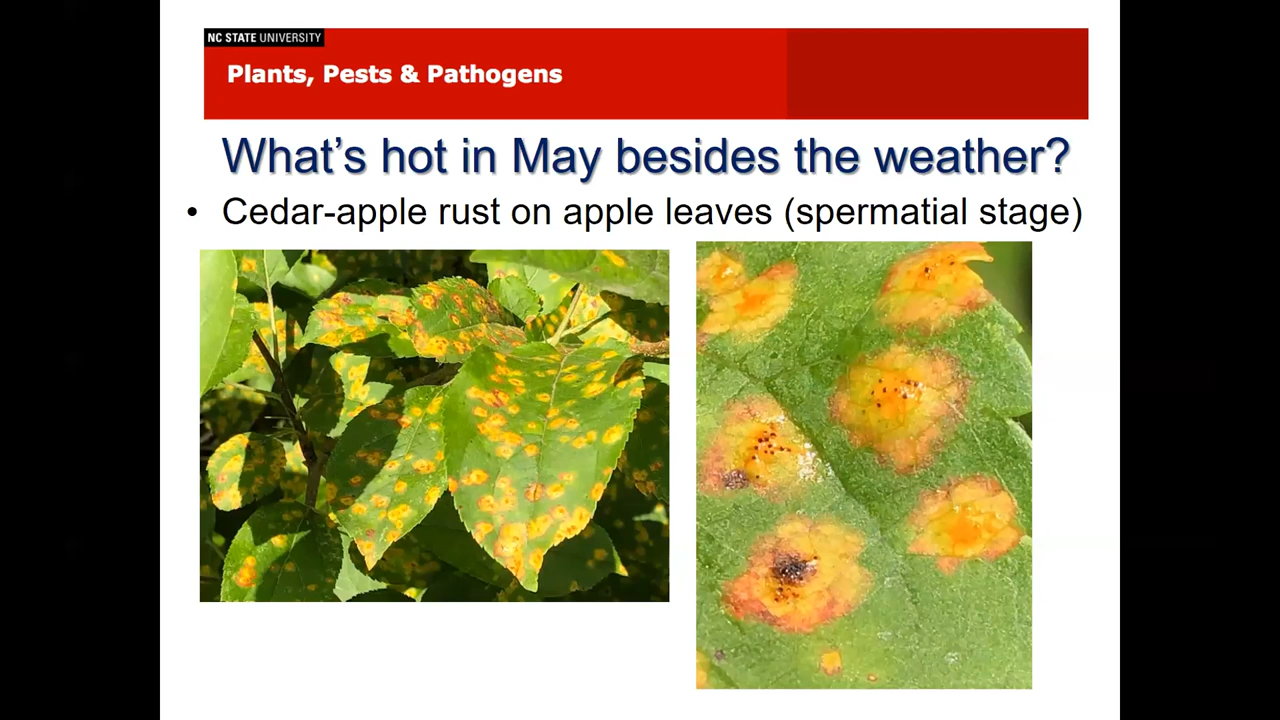 NC STATE UNIVERSITY
Plants, Pests & Pathogens
What's hot in May besides the weather?
• Cedar-apple rust on apple leaves (spermatial stage)